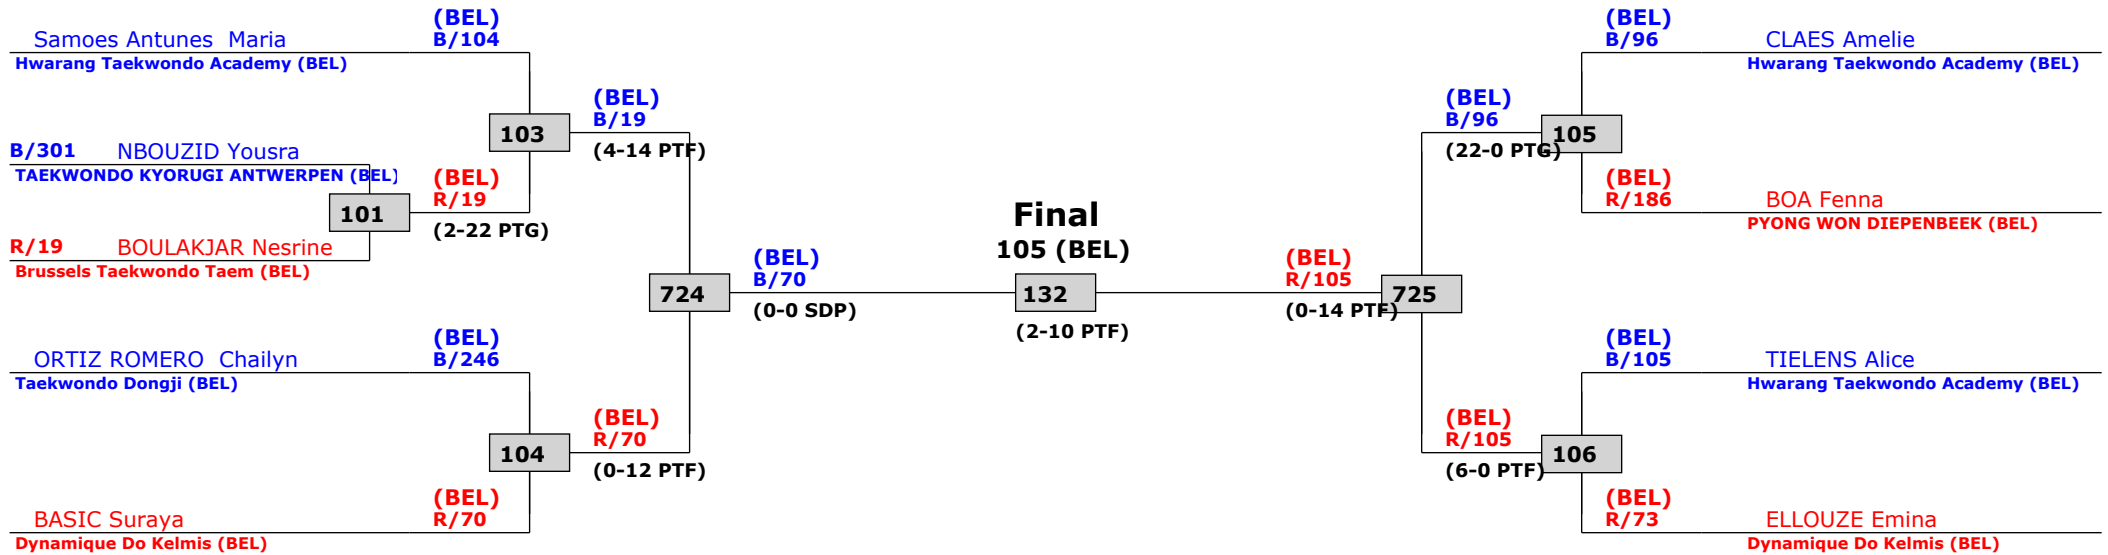 (BEL)
B/104
Samoes Antunes  Maria
Hwarang Taekwondo Academy (BEL)
(BEL)
B/19
103
(4-14 PTF)
B/301 NBOUZID Yousra
TAEKWONDO KYORUGI ANTWERPEN (BEL)
(BEL)
R/19
101
(2-22 PTG)
R/19 BOULAKJAR Nesrine
Brussels Taekwondo Taem (BEL)
724
(BEL)
B/70
(0-0 SDP)
(BEL)
B/246
ORTIZ ROMERO  Chailyn
Taekwondo Dongji (BEL)
(BEL)
R/70
104
(0-12 PTF)
(BEL)
R/70
BASIC Suraya
Dynamique Do Kelmis (BEL)
Final
105 (BEL)
132
(2-10 PTF)
(BEL)
R/105
725
(0-14 PTF)
(BEL)
B/96
CLAES Amelie
Hwarang Taekwondo Academy (BEL)
(BEL)
B/96
105
(22-0 PTG)
(BEL)
R/186
BOA Fenna
PYONG WON DIEPENBEEK (BEL)
(BEL)
B/105
TIELENS Alice
Hwarang Taekwondo Academy (BEL)
(BEL)
R/105
106
(6-0 PTF)
(BEL)
R/73
ELLOUZE Emina
Dynamique Do Kelmis (BEL)